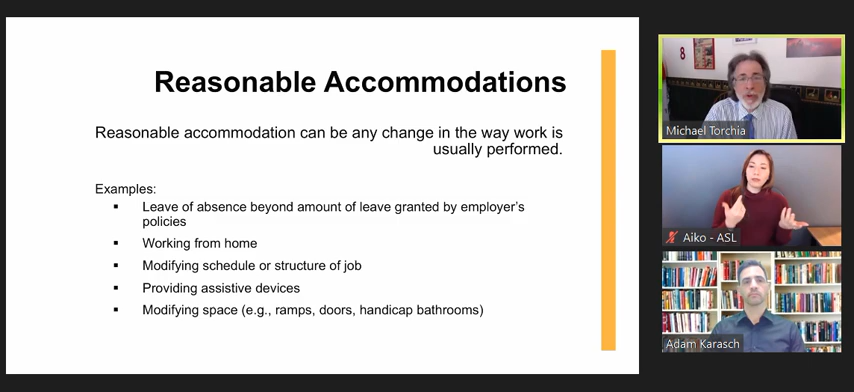 Reasonable Accommodations
Reasonable accommodation can be any change in the way work is
usually performed.
Examples:
▪ Leave of absence beyond amount of leave granted by employer's
policies
▪ Working from home
▪ Modifying schedule or structure of job
▪ Providing assistive devices
▪ Modifying space (e.g., ramps, doors, handicap bathrooms)
8
Michael Torchia
Aiko - ASL
Adam Karasch